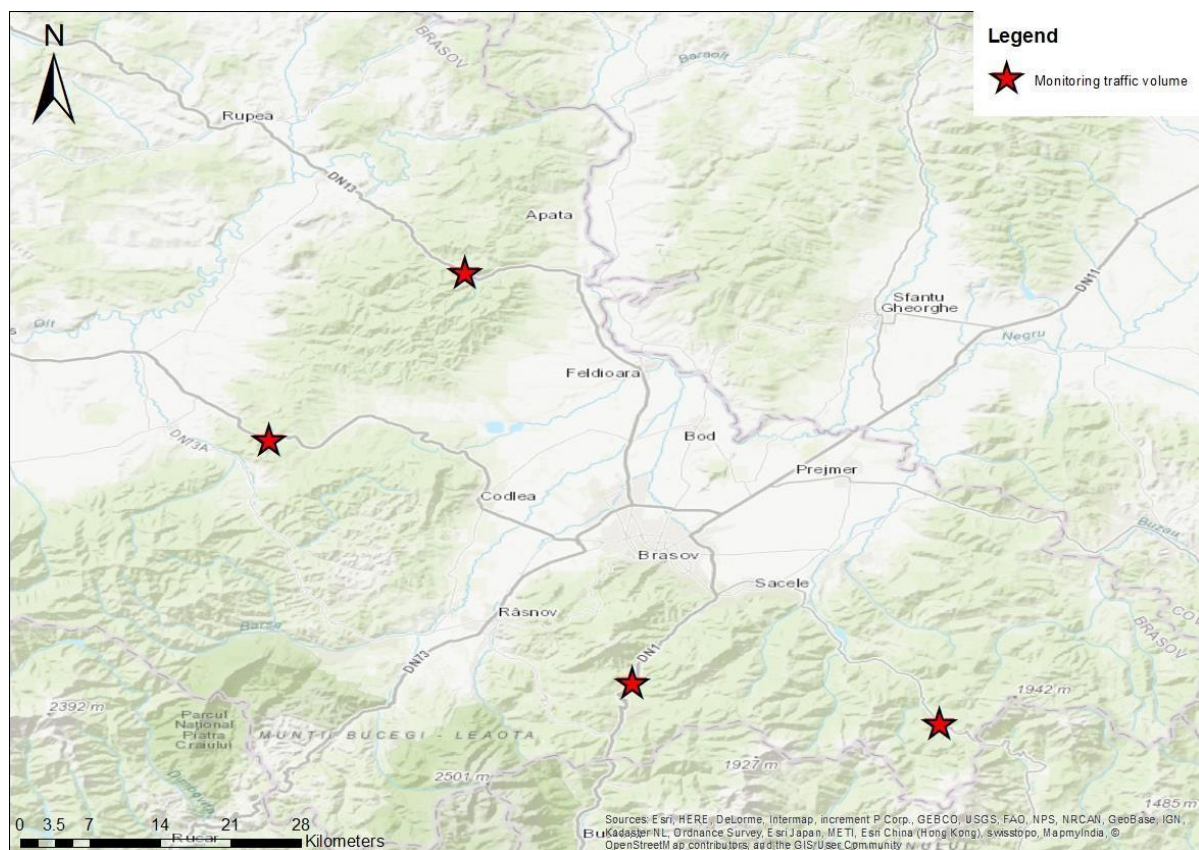 N
Legend
Monitoring traffic volume
BRASOV
Baraolt
Rupea
DN13
Apata
DN11
Sfantu
Gheorghe
Negru
Olt
Feldioara
DN73A
Bod
Prejmer
Codlea
Buzau
Brasov
Sacele
Râsnov
Barsa
BRASOV
DN1
DN73
2392 m
Parcul
National
Piatra
Craiului
MUNTII BUCEGI - LEAOTA
1942 m
2501 m
1927 m
1485 m
0 3.5 7 14 21 28
Kilometers
Rucar
Sources: Esri, HERE, DeLorme, Intermap, increment P Corp., GEBCO, USGS, FAO, NPS, NRCAN, GeoBase, IGN,
Kadaster NL, Ordnance Survey, Esri Japan, METI, Esri China (Hong Kong), swisstopo, MapmyIndia, ©
OpenStreetMap contributors, and the GIS User Community